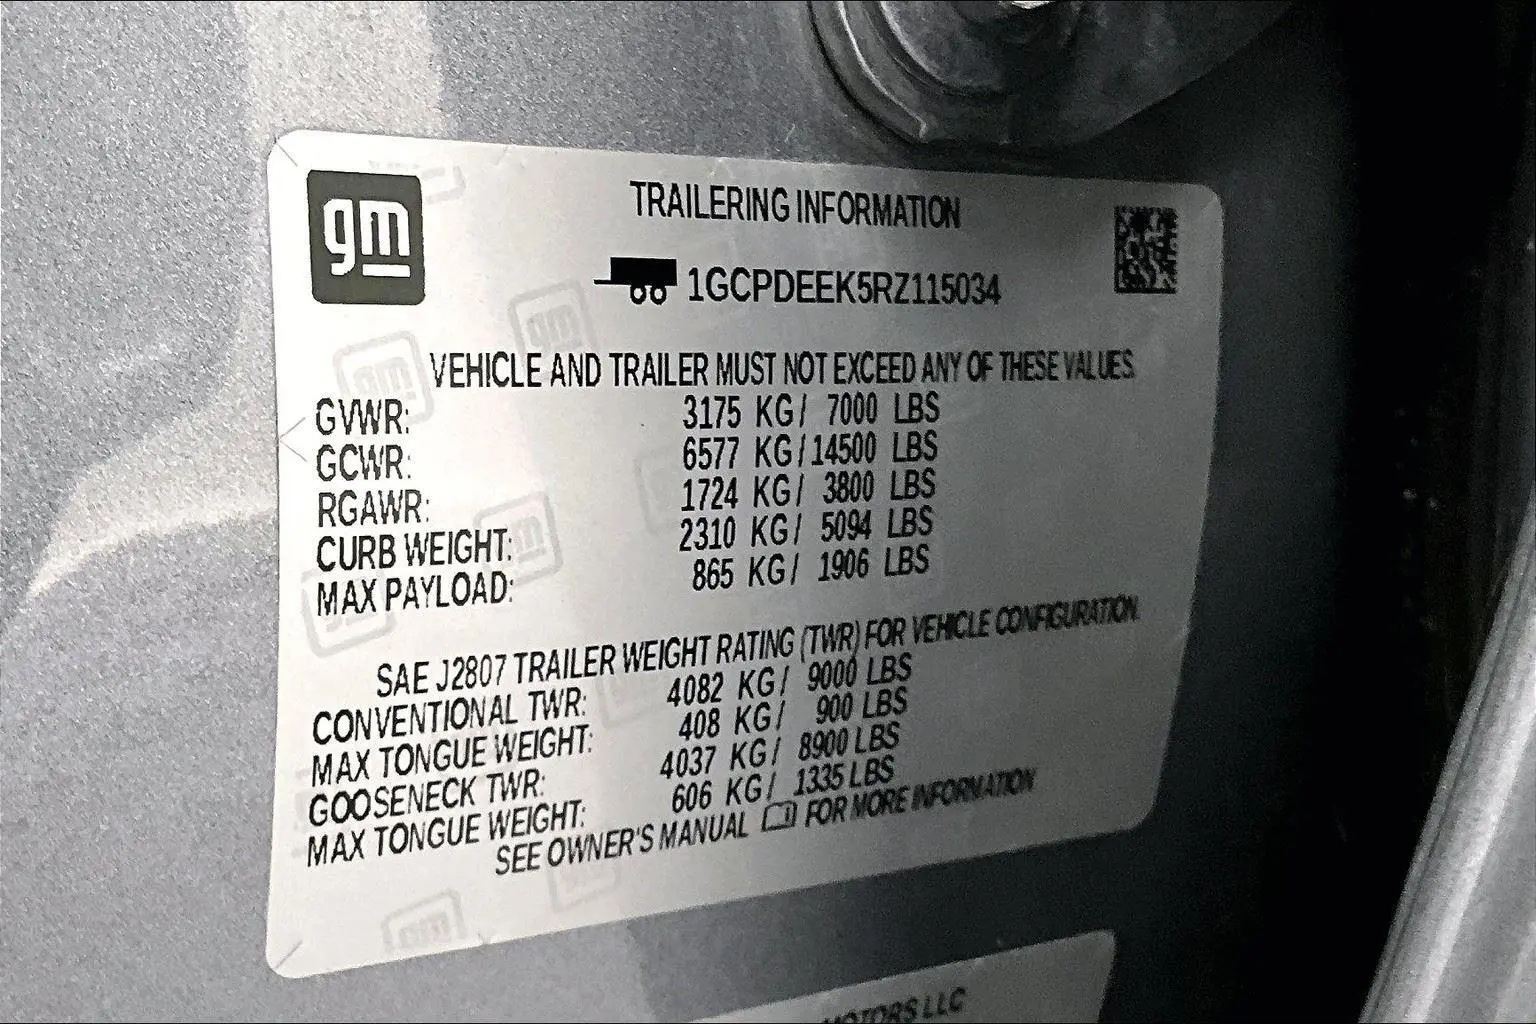 gm
TRAILERING INFORMATION
1GCPDEEK5RZ115034
VEHICLE AND TRAILER MUST NOT EXCEED ANY OF THESE VALUES
GVWR: 3175 KG/ 7000 LBS
GCWR: 6577 KG/14500 LBS
RGAWR: 1724 KG/ 3800 LBS
CURB WEIGHT: 2310 KG/ 5094 LBS
MAX PAYLOAD: 865 KG/ 1906 LBS
SAE J2807 TRAILER WEIGHT RATING (TWR) FOR VEHICLE CONFIGURATION.
CONVENTIONAL TWR: 4082 KG/ 9000 LBS
MAX TONGUE WEIGHT: 408 KG/ 900 LBS
GOOSENECK TWR: 4037 KG/ 8900 LBS
MAX TONGUE WEIGHT: 606 KG/ 1335 LBS
SEE OWNER'S MANUAL FOR MORE INFORMATION
MOTORS LLC